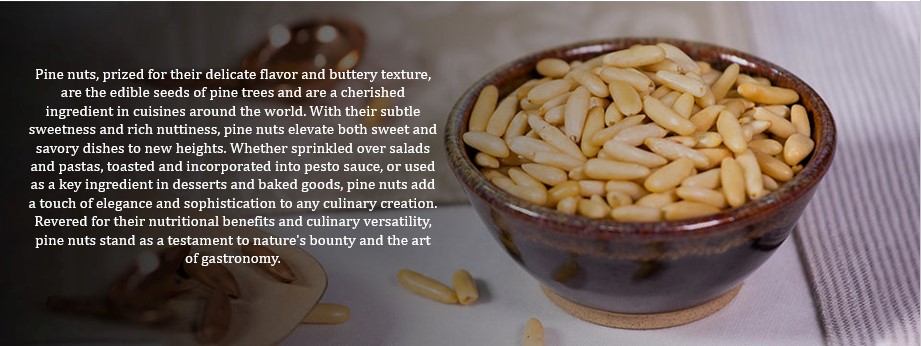 Pine nuts, prized for their delicate flavor and buttery texture,
are the edible seeds of pine trees and are a cherished
ingredient in cuisines around the world. With their subtle
sweetness and rich nuttiness, pine nuts elevate both sweet and
savory dishes to new heights. Whether sprinkled over salads
and pastas, toasted and incorporated into pesto sauce, or used
as a key ingredient in desserts and baked goods, pine nuts add
a touch of elegance and sophistication to any culinary creation.
Revered for their nutritional benefits and culinary versatility,
pine nuts stand as a testament to nature's bounty and the art
of gastronomy.